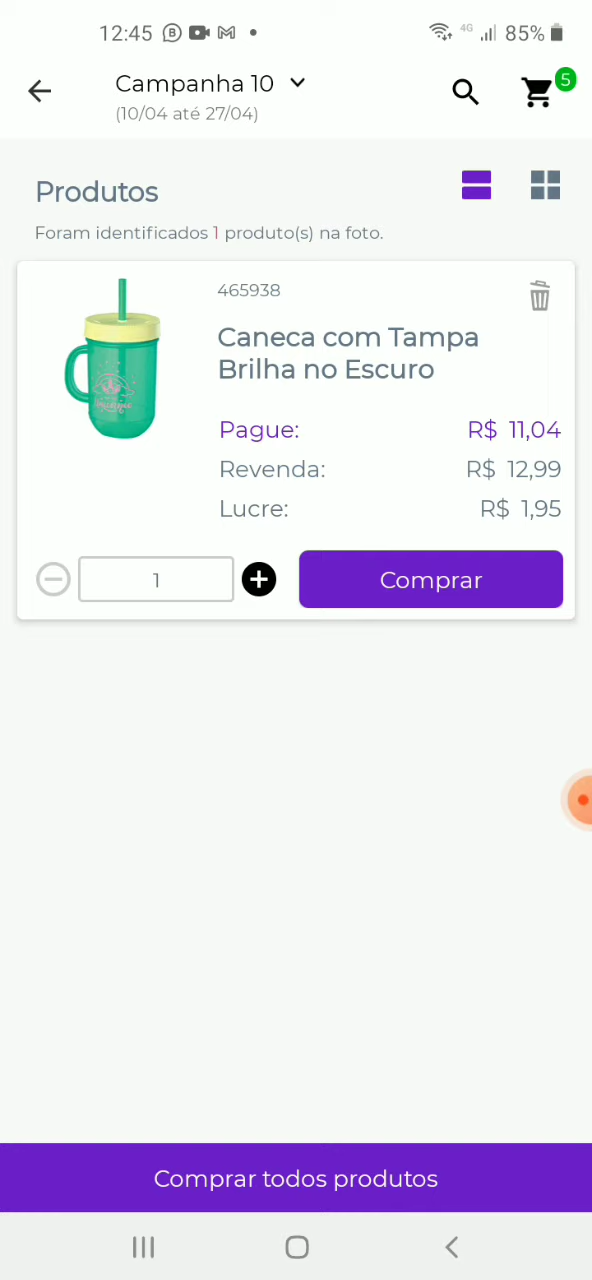 12:45
4G
85%
Campanha 10
5
(10/04 até 27/04)
Produtos
Foram identificados 1 produto(s) na foto.
465938
Caneca com Tampa
Brilha no Escuro
Pague: R$ 11,04
Revenda: R$ 12,99
Lucre: R$ 1,95
1
Comprar
Comprar todos produtos